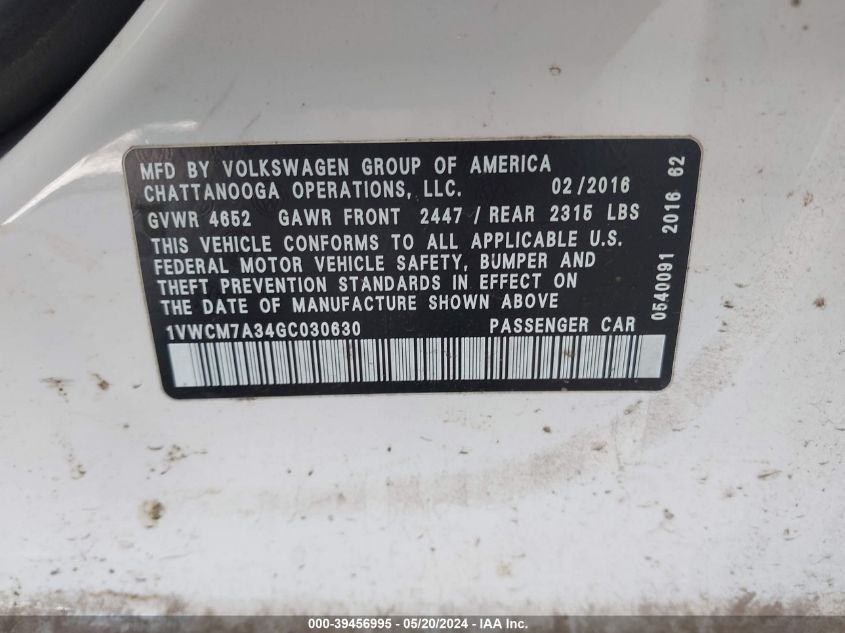 MFD BY VOLKSWAGEN GROUP OF AMERICA
CHATTANOOGA OPERATIONS, LLC. 02/2016
GVWR 4652 GAWR FRONT 2447 / REAR 2315 LBS
THIS VEHICLE CONFORMS TO ALL APPLICABLE U.S.
FEDERAL MOTOR VEHICLE SAFETY, BUMPER AND
THEFT PREVENTION STANDARDS IN EFFECT ON
THE DATE OF MANUFACTURE SHOWN ABOVE
1VWCM7A34GC030630 PASSENGER CAR
0540091 2016 62
000-39456995 - 05/20/2024 - IAA Inc.